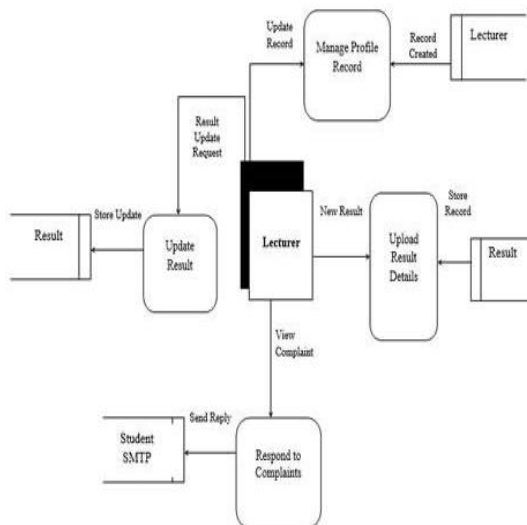 Update
Record
Manage Profile
Record
Record
Created
Lecturer
Result
Update
Request
Result
Store Update
Update
Result
Lecturer
New Result
Upload
Result
Details
Store
Record
Result
View
Complaint
Student
SMTP
Send Reply
Respond to
Complaints